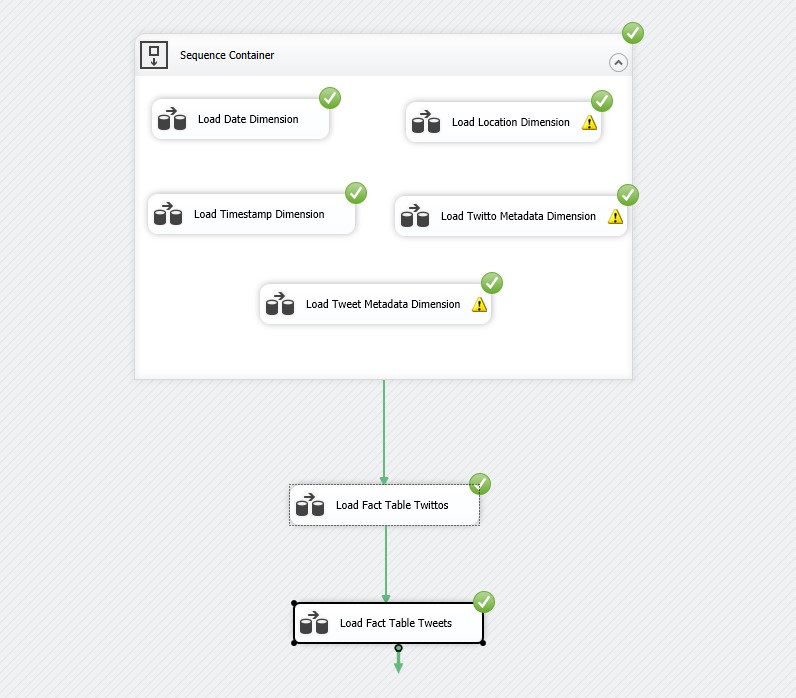 Sequence Container
Load Date Dimension
Load Location Dimension
Load Timestamp Dimension
Load Twitto Metadata Dimension
Load Tweet Metadata Dimension
Load Fact Table Twittos
Load Fact Table Tweets